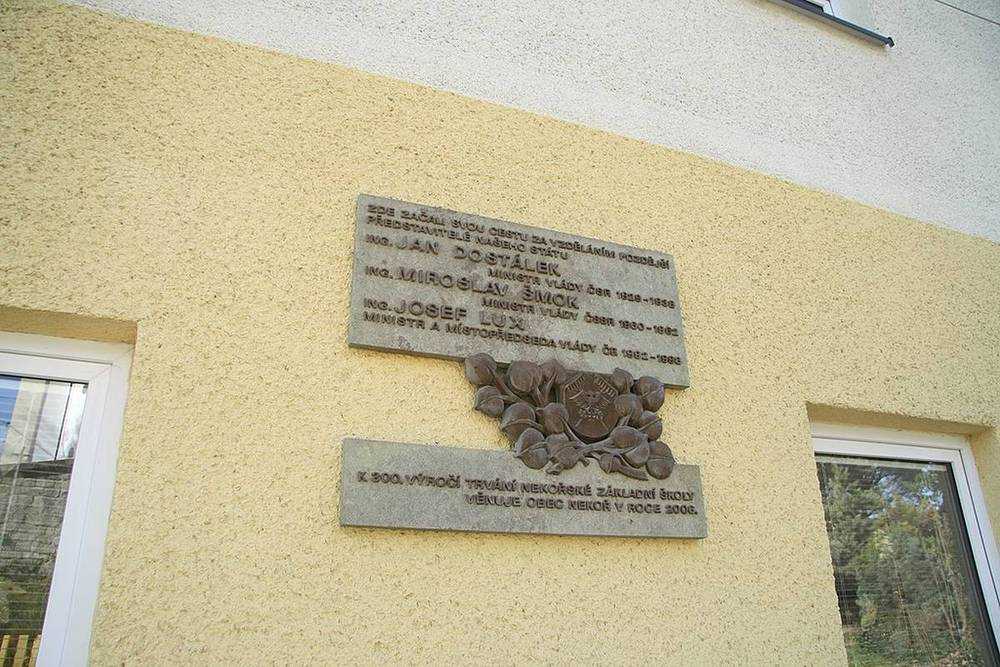 ZDE ZAČALI SVOU CESTU ZA VZDĚLÁNÍM POZDĚJŠÍ
PŘEDSTAVITELÉ NAŠEHO STÁTU
ING. JAN DOSTÁLEK
MINISTR VLÁDY ČSR 1926-1938
ING. MIROSLAV ŠMOK
MINISTR VLÁDY ČSSR 1960-1962
ING. JOSEF LUX
MINISTR A MÍSTOPŘEDSEDA VLÁDY ČR 1992-1998
K 300. VÝROČÍ TRVÁNÍ NEKOŘSKÉ ZÁKLADNÍ ŠKOLY
VĚNUJE OBEC NEKOŘ V ROCE 2006.